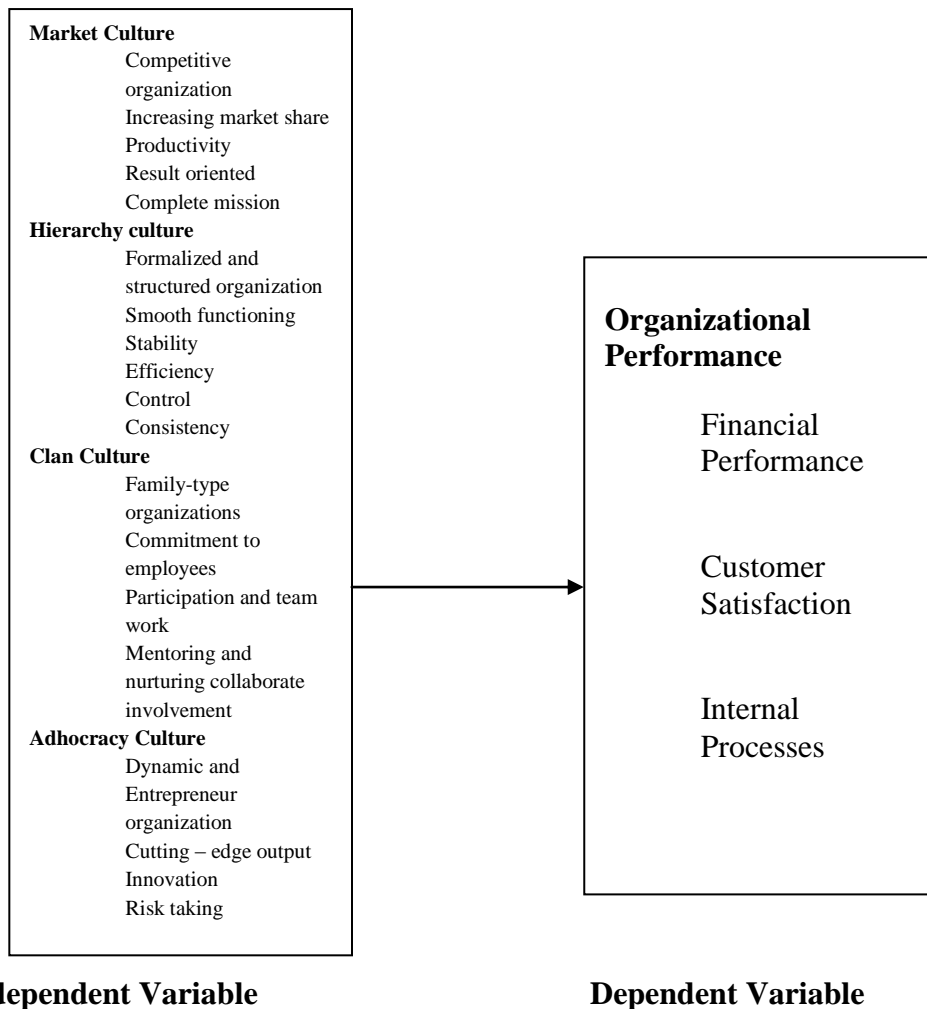 Market Culture
Competitive
organization
Increasing market share
Productivity
Result oriented
Complete mission
Hierarchy culture
Formalized and
structured organization
Smooth functioning
Stability
Efficiency
Control
Consistency
Clan Culture
Family-type
organizations
Commitment to
employees
Participation and team
work
Mentoring and
nurturing collaborate
involvement
Adhocracy Culture
Dynamic and
Entrepreneur
organization
Cutting – edge output
Innovation
Risk taking
Organizational
Performance
Financial
Performance
Customer
Satisfaction
Internal
Processes
dependent Variable
Dependent Variable